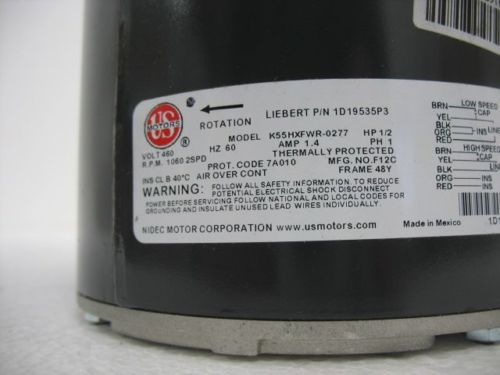 US
MOTORS
®
ROTATION
LIEBERT P/N 1D19535P3
MODEL K55HXFWR-0277 HP 1/2
VOLT 460 HZ 60 AMP 1.4 PH 1
R.P.M. 1060 2SPD THERMALLY PROTECTED
PROT. CODE 7A010 MFG. NO. F12C
INS CL B 40°C AIR OVER CONT FRAME 48Y
WARNING: FOLLOW ALL SAFETY INFORMATION. TO REDUCE
POTENTIAL ELECTRICAL SHOCK DISCONNECT
POWER BEFORE SERVICING FOLLOW NATIONAL AND LOCAL CODES FOR
GROUNDING AND INSULATE UNUSED LEAD WIRES INDIVIDUALLY.
NIDEC MOTOR CORPORATION www.usmotors.com. Made in Mexico
LOW SPEED
BRN CAP
YEL
BLK
ORG LINE
RED INS
HIGH SPEED
BRN CAP
YEL
BLK
ORG INS
RED INS